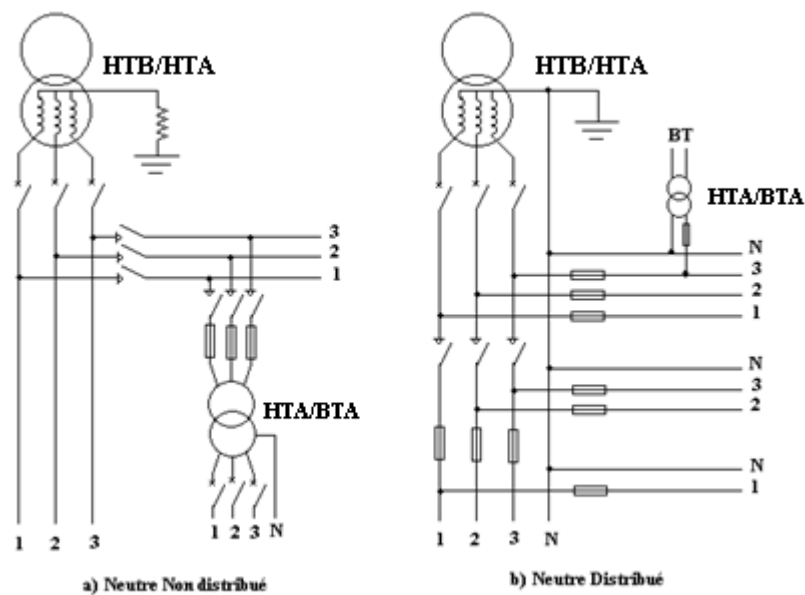 HTB/HTA
3
2
1
HTA/BTA
1 2 3 N
1 2 3
a) Neutre Non distribué
HTB/HTA
BT
HTA/BTA
N
3
2
1
N
3
2
N
1
1 2 3 N
b) Neutre Distribué